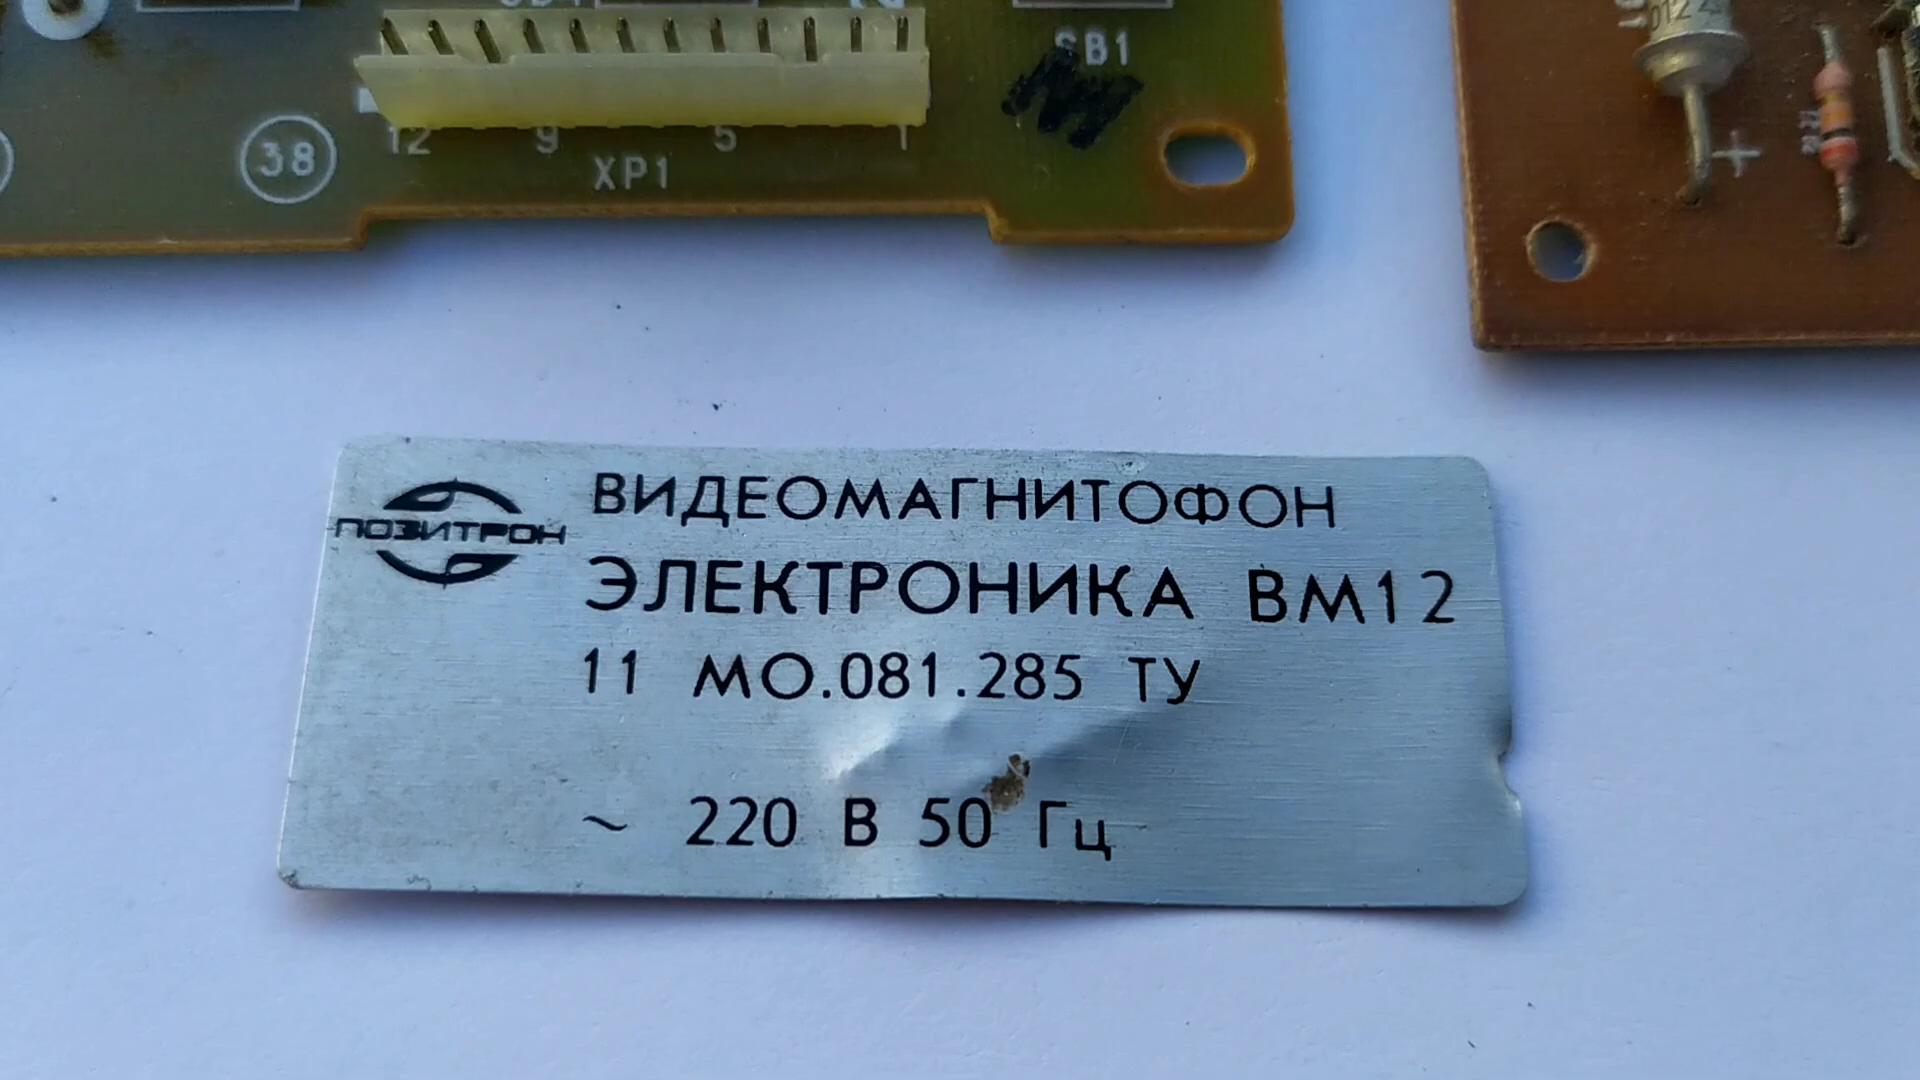 SB1
12 9 5 1
38
XP1
+
ПОЗИТРОН
ВИДЕОМАГНИТОФОН
ЭЛЕКТРОНИКА ВМ12
11 МО.081.285 ТУ
~ 220 В 50 Гц